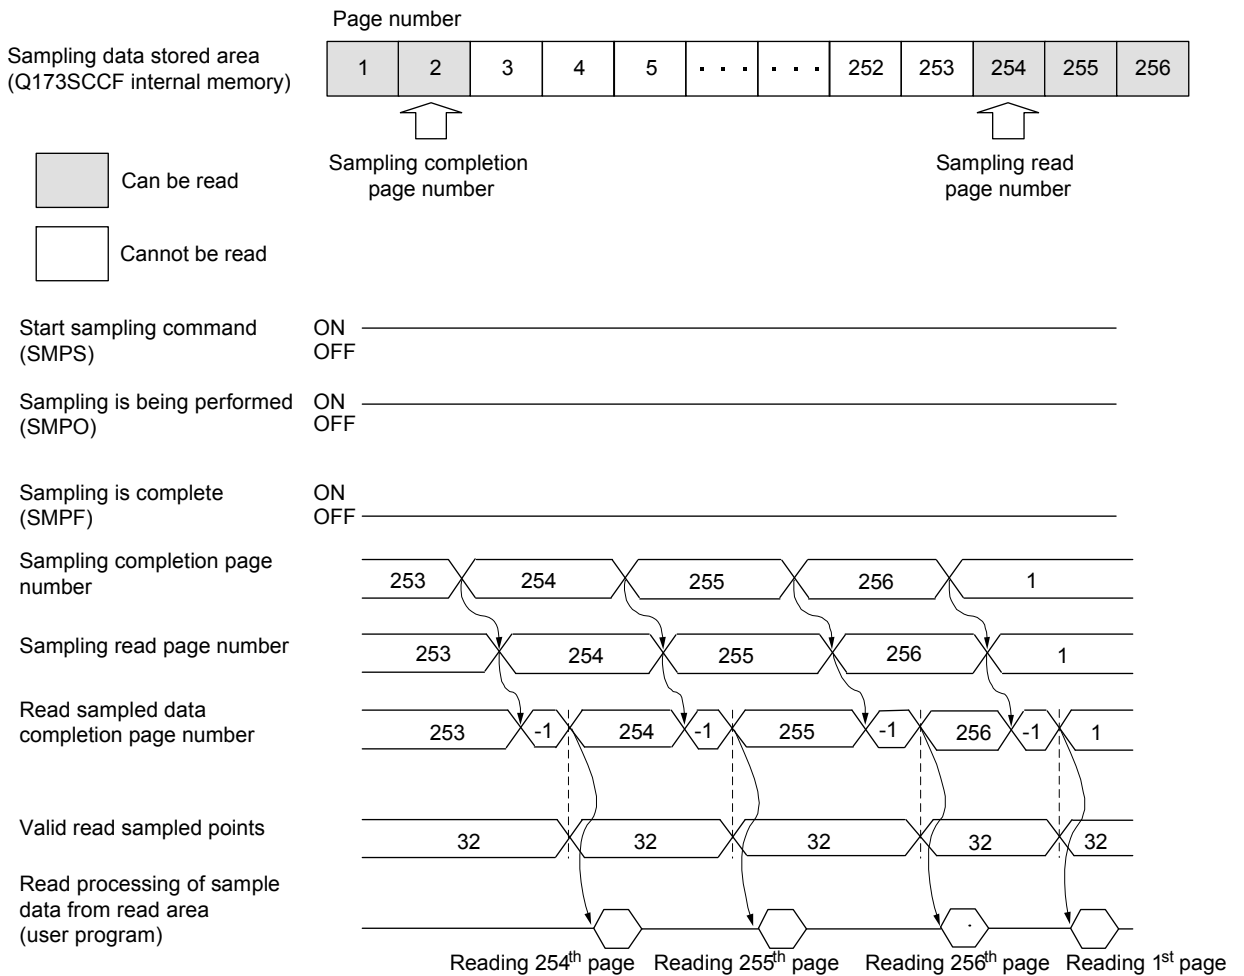 Page number
Sampling data stored area
(Q173SCCF internal memory)
1 2 3 4 5 · · · · · · 252 253 254 255 256
Sampling completion
page number
Sampling read
page number
Can be read
Cannot be read
Start sampling command
(SMPS)
ON
OFF
Sampling is being performed
(SMPO)
ON
OFF
Sampling is complete
(SMPF)
ON
OFF
Sampling completion page
number
253 254 255 256 1
Sampling read page number
253 254 255 256 1
Read sampled data
completion page number
253 -1 254 -1 255 -1 256 -1 1
Valid read sampled points
32 32 32 32 32
Read processing of sample
data from read area
(user program)
Reading 254th page Reading 255th page Reading 256th page Reading 1st page